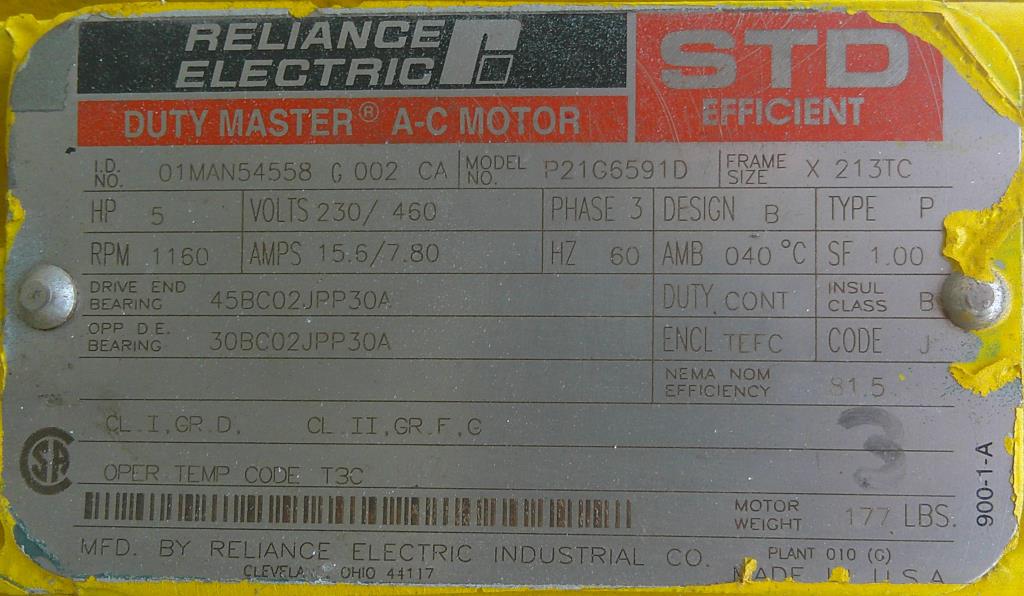 RELIANCE
ELECTRIC
STD
EFFICIENT
DUTY MASTER® A-C MOTOR
I.D. NO. 01MAN54558 G 002 CA MODEL NO. P21G6591D FRAME SIZE X 213TC
HP 5 VOLTS 230/ 460 PHASE 3 DESIGN B TYPE P
RPM 1160 AMPS 15.6/7.80 HZ 60 AMB 040 °C SF 1.00
DRIVE END BEARING 45BC02JPP30A DUTY CONT INSUL CLASS B
OPP D.E. BEARING 30BC02JPP30A ENCL TEFC CODE J
NEMA NOM EFFICIENCY 81.5
CL.I,GR.D, CL.II,GR.F,G
3
SA
OPER TEMP CODE T3C
900-1-A
MOTOR WEIGHT 177 LBS.
MFD. BY RELIANCE ELECTRIC INDUSTRIAL CO. PLANT 010 (G)
OHIO 44117 U S A